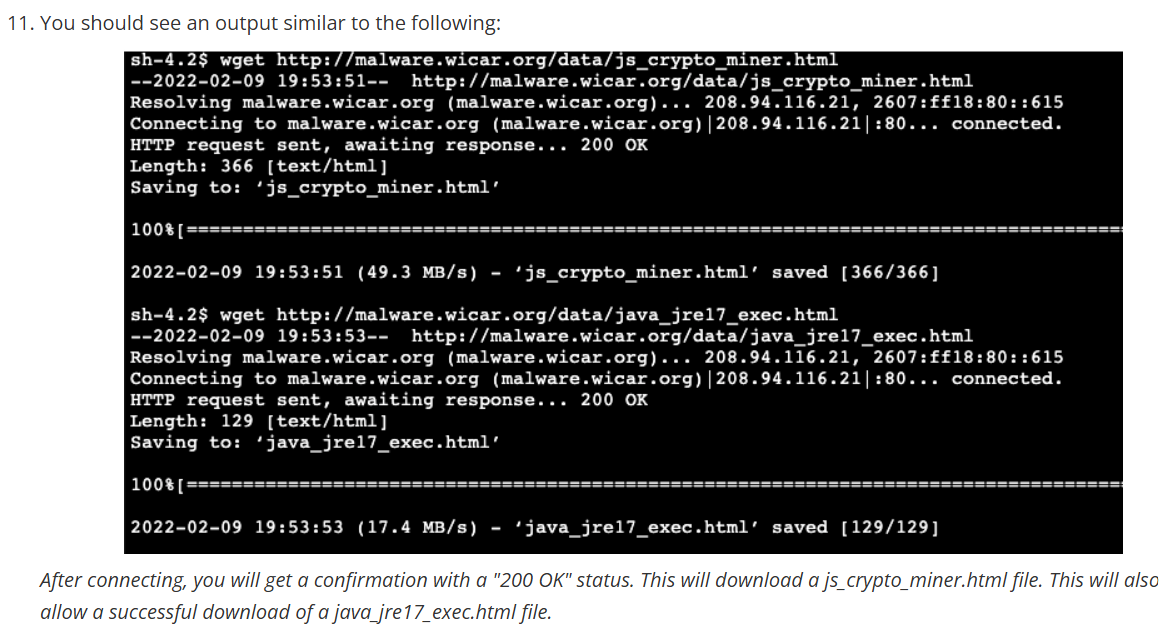 11. You should see an output similar to the following:
sh-4.2$ wget http://malware.wicar.org/data/js_crypto_miner.html
--2022-02-09 19:53:51-- http://malware.wicar.org/data/js_crypto_miner.html
Resolving malware.wicar.org (malware.wicar.org)... 208.94.116.21, 2607:ff18:80::615
Connecting to malware.wicar.org (malware.wicar.org)|208.94.116.21|:80... connected.
HTTP request sent, awaiting response... 200 OK
Length: 366 [text/html]
Saving to: ‘js_crypto_miner.html’
100%[===================================================================================
2022-02-09 19:53:51 (49.3 MB/s) - ‘js_crypto_miner.html’ saved [366/366]
sh-4.2$ wget http://malware.wicar.org/data/java_jre17_exec.html
--2022-02-09 19:53:53-- http://malware.wicar.org/data/java_jre17_exec.html
Resolving malware.wicar.org (malware.wicar.org)... 208.94.116.21, 2607:ff18:80::615
Connecting to malware.wicar.org (malware.wicar.org)|208.94.116.21|:80... connected.
HTTP request sent, awaiting response... 200 OK
Length: 129 [text/html]
Saving to: ‘java_jre17_exec.html’
100%[===================================================================================
2022-02-09 19:53:53 (17.4 MB/s) - ‘java_jre17_exec.html’ saved [129/129]
After connecting, you will get a confirmation with a "200 OK" status. This will download a js_crypto_miner.html file. This will also
allow a successful download of a java_jre17_exec.html file.